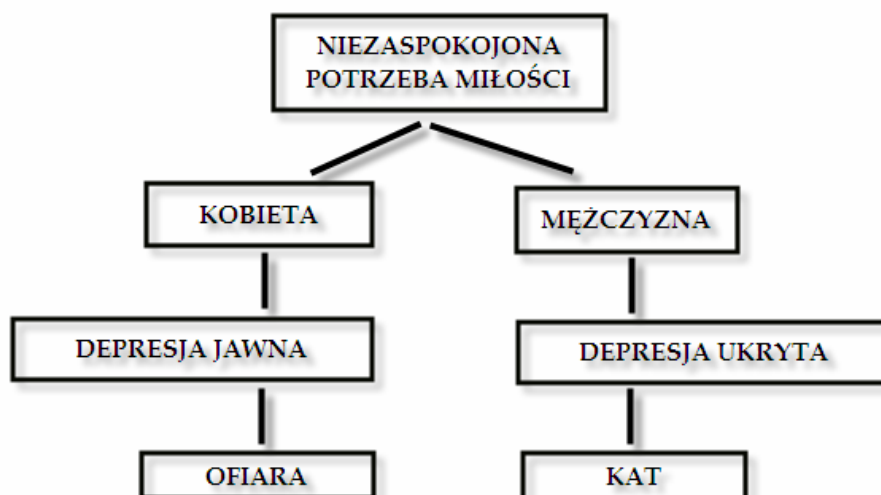 NIEZASPOKOJONA
POTRZEBA MIŁOŚCI
KOBIETA
MĘŻCZYZNA
DEPRESJA JAWNA
DEPRESJA UKRYTA
OFIARA
KAT